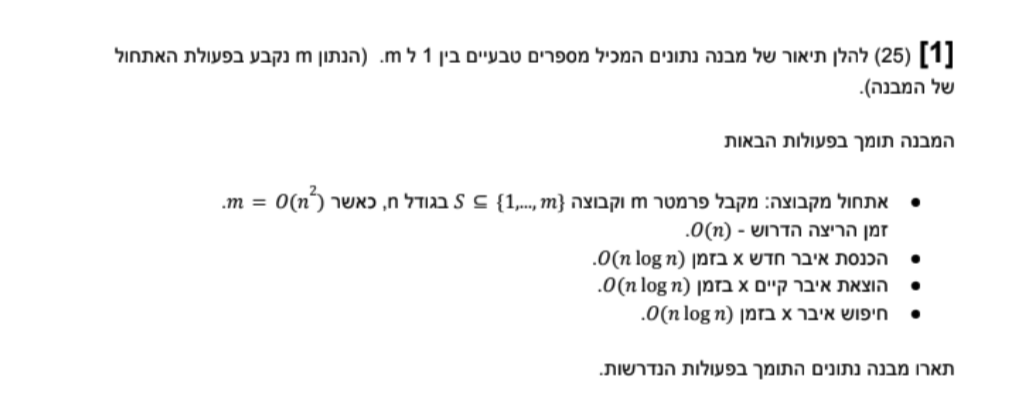 [1] (25) להלן תיאור של מבנה נתונים המכיל מספרים טבעיים בין 1 ל m. (הנתון m נקבע בפעולת האתחול
של המבנה).
המבנה תומך בפעולות הבאות
• אתחול מקבוצה: מקבל פרמטר m וקבוצה S ⊆ {1,..., m} בגודל n, כאשר m = O(n²).
זמן הריצה הדרוש - O(n).
• הכנסת איבר חדש x בזמן O(n log n).
• הוצאת איבר קיים x בזמן O(n log n).
• חיפוש איבר x בזמן O(n log n).
תארו מבנה נתונים התומך בפעולות הנדרשות.